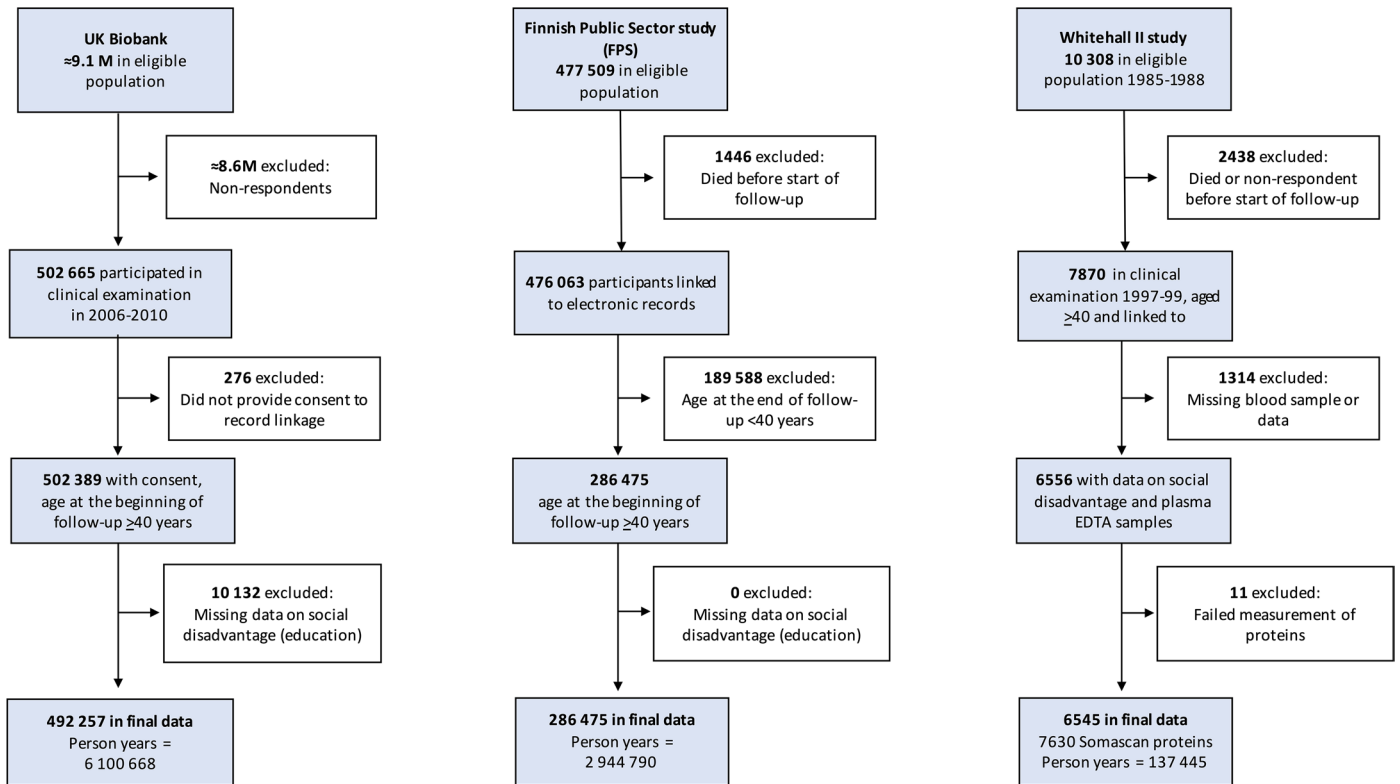 UK Biobank
≈9.1 M in eligible
population
≈8.6M excluded:
Non-respondents
502 665 participated in
clinical examination
in 2006-2010
276 excluded:
Did not provide consent to
record linkage
502 389 with consent,
age at the beginning of
follow-up ≥40 years
10 132 excluded:
Missing data on social
disadvantage (education)
492 257 in final data
Person years =
6 100 668
Finnish Public Sector study
(FPS)
477 509 in eligible
population
1446 excluded:
Died before start of
follow-up
476 063 participants linked
to electronic records
189 588 excluded:
Age at the end of follow-
up <40 years
286 475
age at the beginning of
follow-up ≥40 years
0 excluded:
Missing data on social
disadvantage (education)
286 475 in final data
Person years =
2 944 790
Whitehall II study
10 308 in eligible
population 1985-1988
2438 excluded:
Died or non-respondent
before start of follow-up
7870 in clinical
examination 1997-99, aged
≥40 and linked to
1314 excluded:
Missing blood sample or
data
6556 with data on social
disadvantage and plasma
EDTA samples
11 excluded:
Failed measurement of
proteins
6545 in final data
7630 Somascan proteins
Person years = 137 445